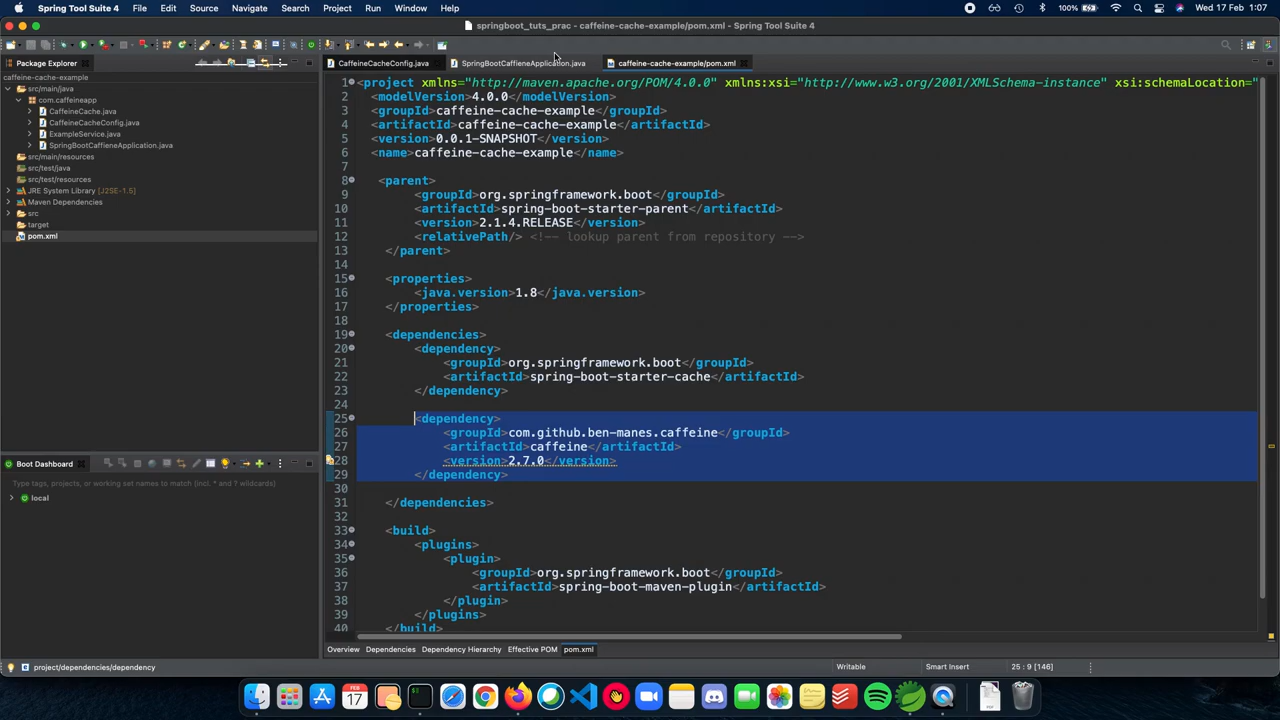 Spring Tool Suite 4 File Edit Source Navigate Search Project Run Window Help 100% Wed 17 Feb 1:07
springboot_tuts_prac - caffeine-cache-example/pom.xml - Spring Tool Suite 4
Package Explorer
CaffeineCacheConfig.java
SpringBootCaffieneApplication.java
caffeine-cache-example/pom.xml
caffeine-cache-example
src/main/java
com.caffeineapp
CaffeineCache.java
CaffeineCacheConfig.java
ExampleService.java
SpringBootCaffieneApplication.java
src/main/resources
src/test/java
src/test/resources
JRE System Library [J2SE-1.5]
Maven Dependencies
src
target
pom.xml
1 <project xmlns="http://maven.apache.org/POM/4.0.0" xmlns:xsi="http://www.w3.org/2001/XMLSchema-instance" xsi:schemaLocation="
2 <modelVersion>4.0.0</modelVersion>
3 <groupId>caffeine-cache-example</groupId>
4 <artifactId>caffeine-cache-example</artifactId>
5 <version>0.0.1-SNAPSHOT</version>
6 <name>caffeine-cache-example</name>
7
8 <parent>
9 <groupId>org.springframework.boot</groupId>
10 <artifactId>spring-boot-starter-parent</artifactId>
11 <version>2.1.4.RELEASE</version>
12 <relativePath/> <!-- lookup parent from repository -->
13 </parent>
14
15 <properties>
16 <java.version>1.8</java.version>
17 </properties>
18
19 <dependencies>
20 <dependency>
21 <groupId>org.springframework.boot</groupId>
22 <artifactId>spring-boot-starter-cache</artifactId>
23 </dependency>
24
25 <dependency>
26 <groupId>com.github.ben-manes.caffeine</groupId>
27 <artifactId>caffeine</artifactId>
28 <version>2.7.0</version>
29 </dependency>
30
31 </dependencies>
32
33 <build>
34 <plugins>
35 <plugin>
36 <groupId>org.springframework.boot</groupId>
37 <artifactId>spring-boot-maven-plugin</artifactId>
38 </plugin>
39 </plugins>
40 </build>
Boot Dashboard
Type tags, projects, or working set names to match (incl. * and ? wildcards)
local
Overview Dependencies Dependency Hierarchy Effective POM pom.xml
project/dependencies/dependency
Writable
Smart Insert
25 : 9 [146]
FEB
17